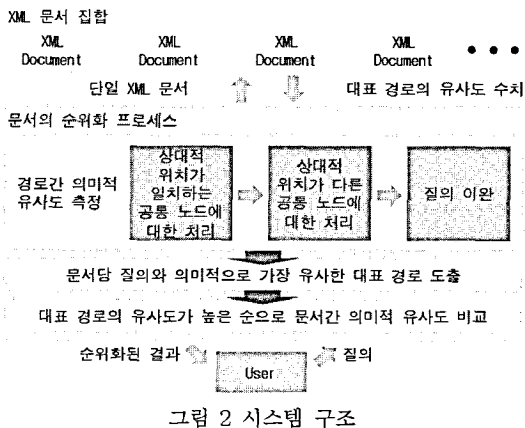 XML 문서 집합
XML XML XML XML
Document Document Document Document • • •
단일 XML 문서 대표 경로의 유사도 수치
문서의 순위화 프로세스
경로간 의미적
유사도 측정
상대적
위치가
일치하는
공통 노드에
대한 처리
상대적
위치가 다른
공통 노드에
대한 처리
질의 이완
문서당 질의와 의미적으로 가장 유사한 대표 경로 도출
대표 경로의 유사도가 높은 순으로 문서간 의미적 유사도 비교
순위화된 결과 User 질의
그림 2 시스템 구조